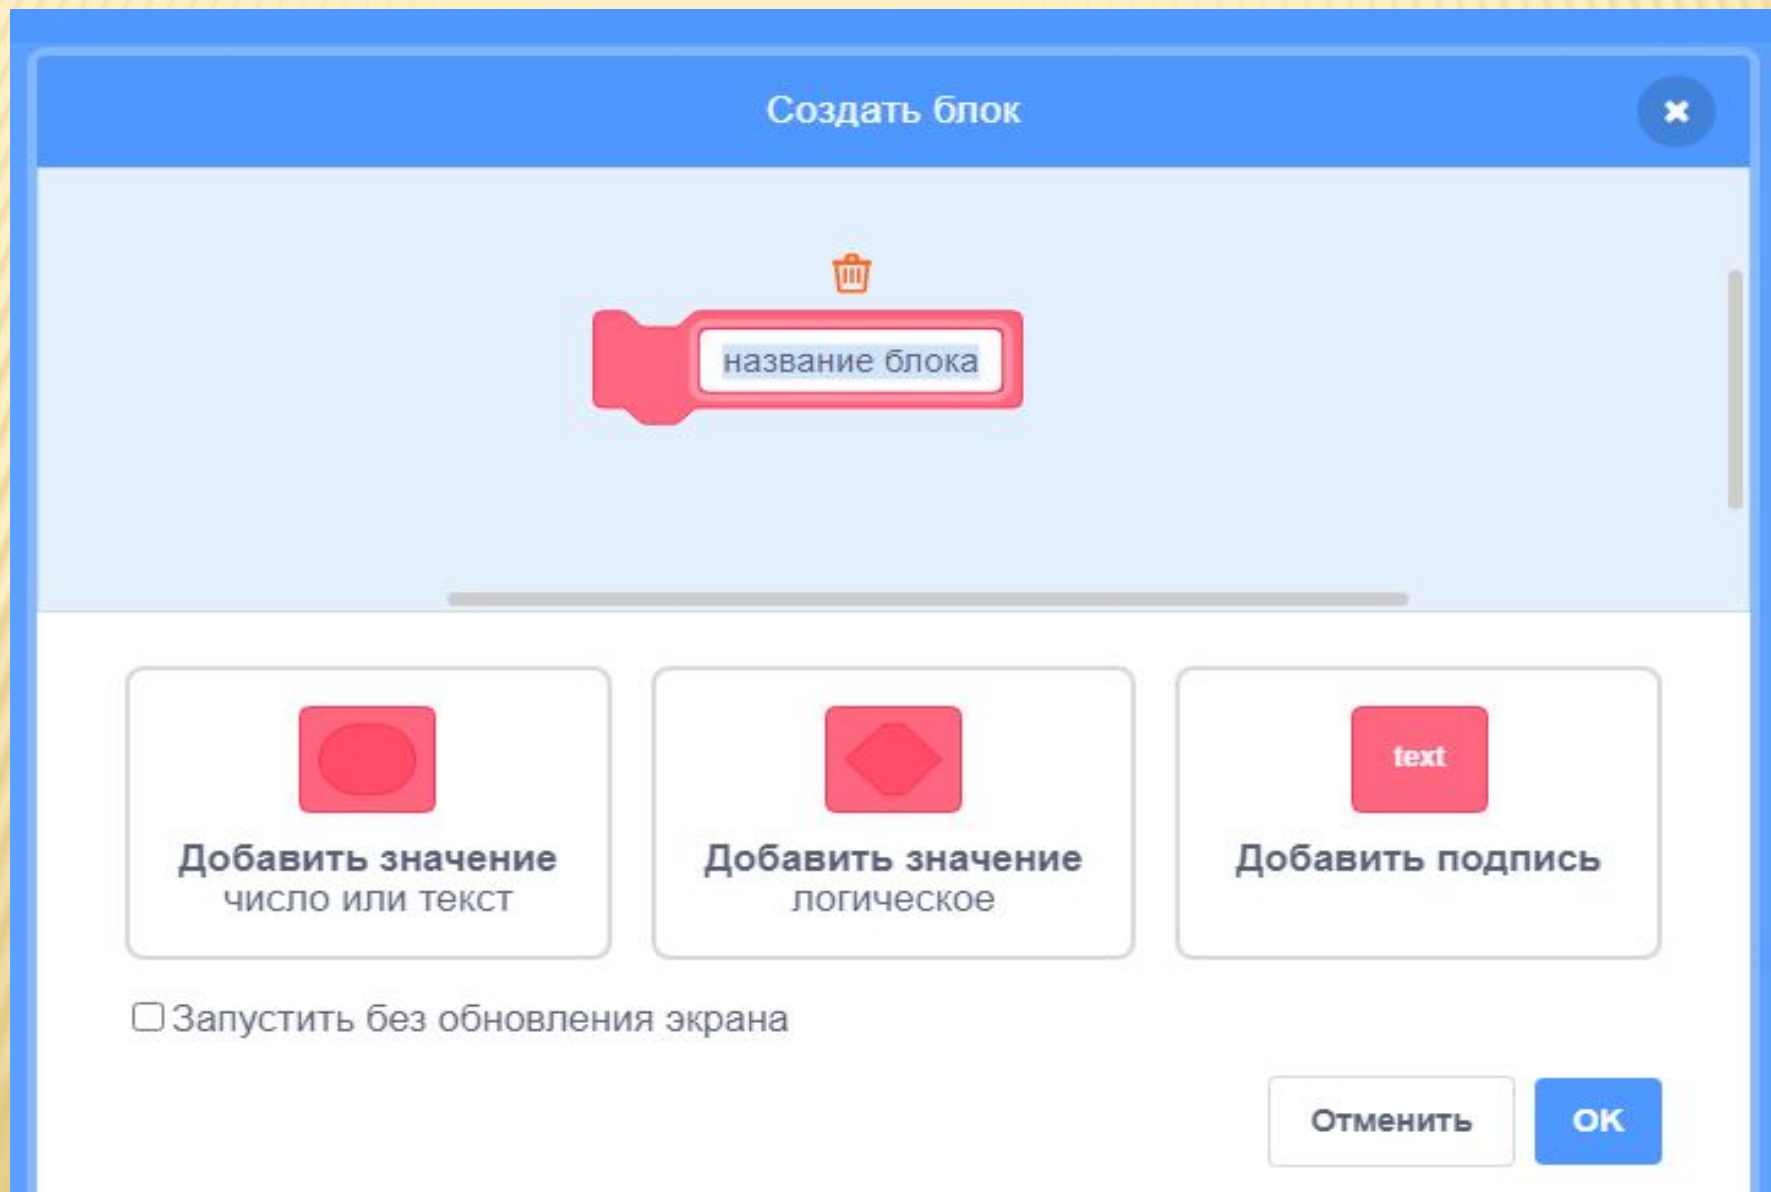 Создать блок
название блока
text
Добавить значение
число или текст
Добавить значение
логическое
Добавить подпись
Запустить без обновления экрана
Отменить
OK